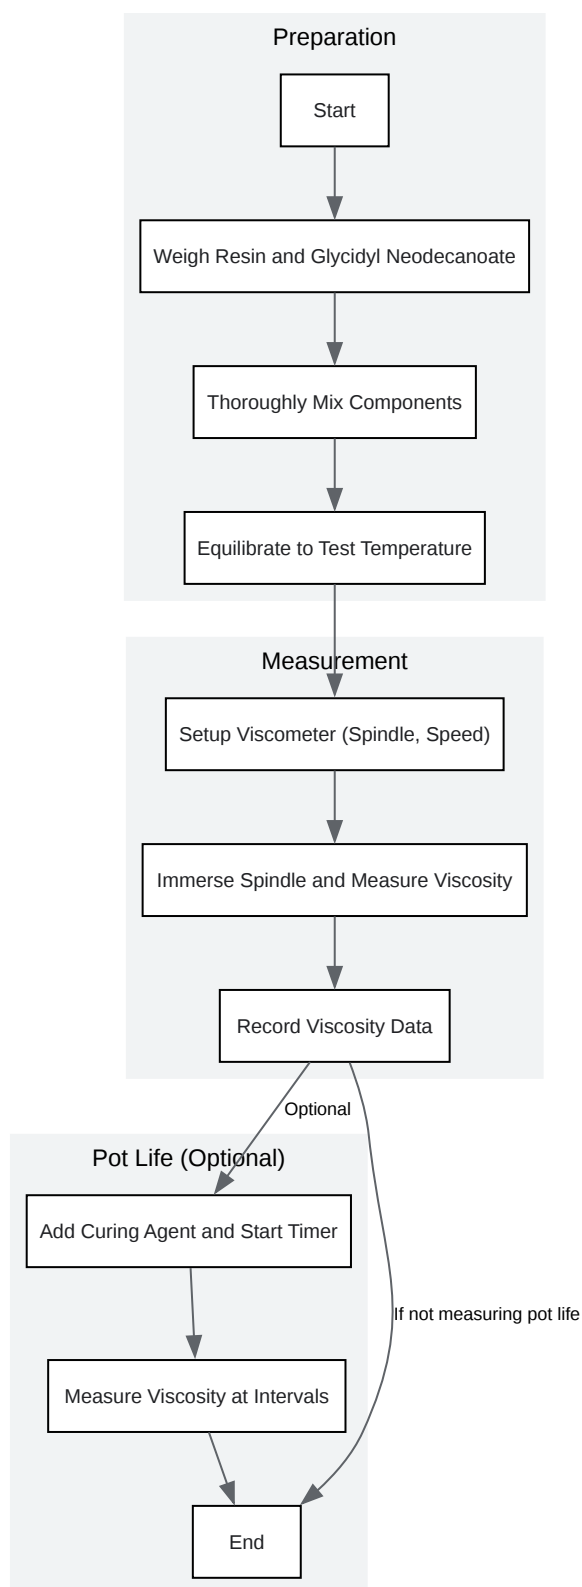 Preparation
Start
Weigh Resin and Glycidyl Neodecanoate
Thoroughly Mix Components
Equilibrate to Test Temperature
Measurement
Setup Viscometer (Spindle, Speed)
Immerse Spindle and Measure Viscosity
Record Viscosity Data
Optional
Pot Life (Optional)
Add Curing Agent and Start Timer
If not measuring pot life
Measure Viscosity at Intervals
End